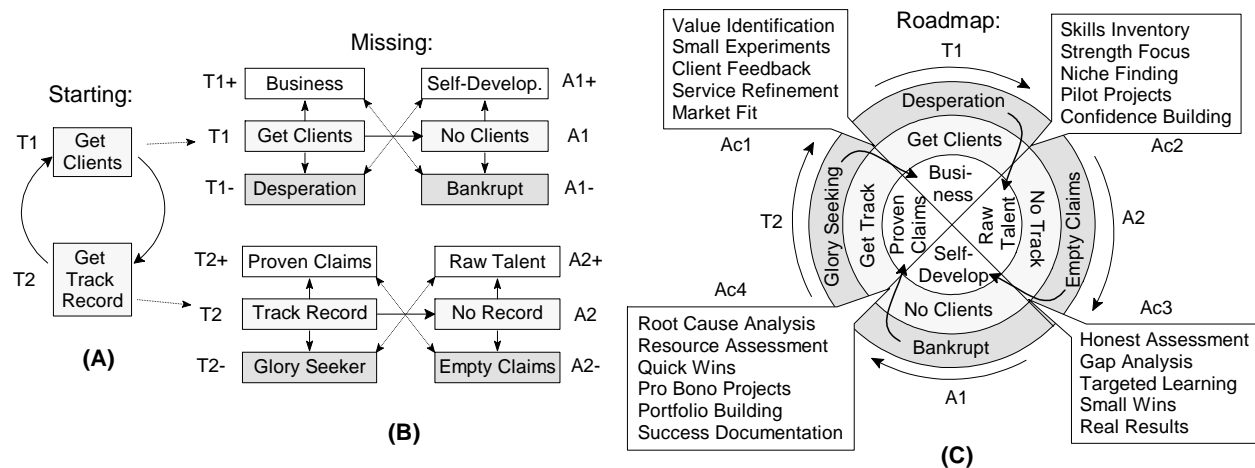 Starting:
T1
Get
Clients
T2
Get
Track
Record
(A)
Missing:
T1+
Business
Self-Develop.
A1+
T1
Get Clients
No Clients
A1
T1-
Desperation
Bankrupt
A1-
T2+
Proven Claims
Raw Talent
A2+
T2
Track Record
No Record
A2
T2-
Glory Seeker
Empty Claims
A2-
(B)
Roadmap:
Value Identification
Small Experiments
Client Feedback
Service Refinement
Market Fit
Ac1
T1
Skills Inventory
Strength Focus
Niche Finding
Pilot Projects
Confidence Building
Ac2
Desperation
Get Clients
Busi-
ness
T2
Glory Seeking
Get Track
Proven
Claims
Raw
Talent
No Track
Empty Claims
A2
Self-
Develop
No Clients
Bankrupt
A1
Ac4
Root Cause Analysis
Resource Assessment
Quick Wins
Pro Bono Projects
Portfolio Building
Success Documentation
Ac3
Honest Assessment
Gap Analysis
Targeted Learning
Small Wins
Real Results
(C)